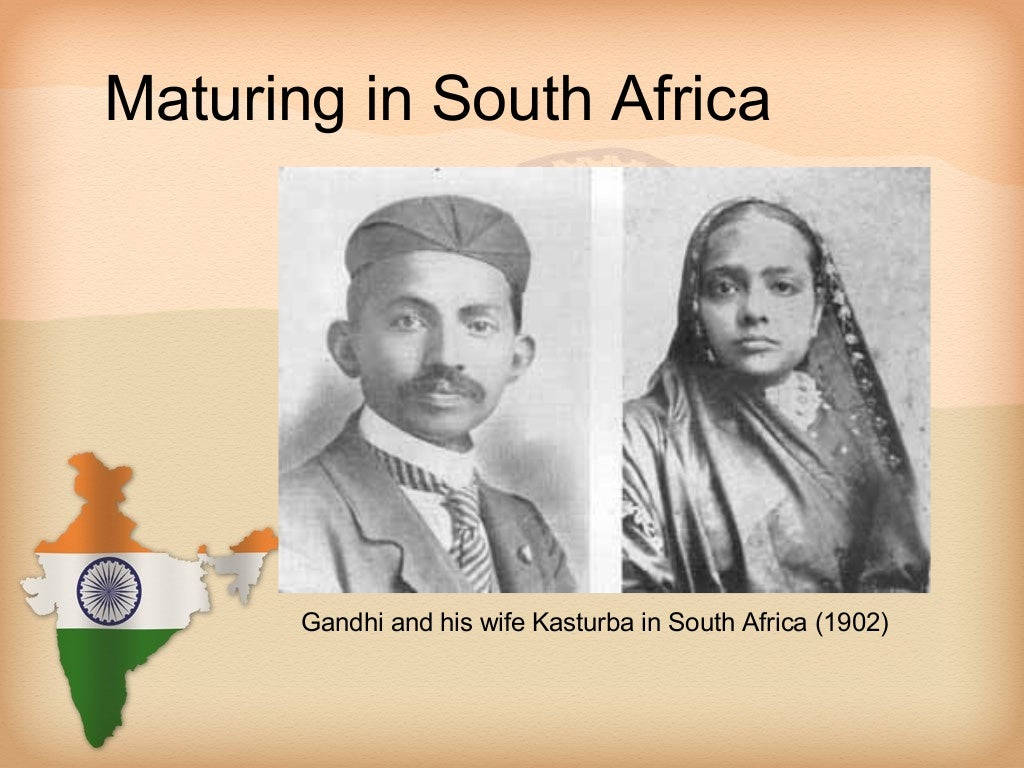 Maturing in South Africa
Gandhi and his wife Kasturba in South Africa (1902)